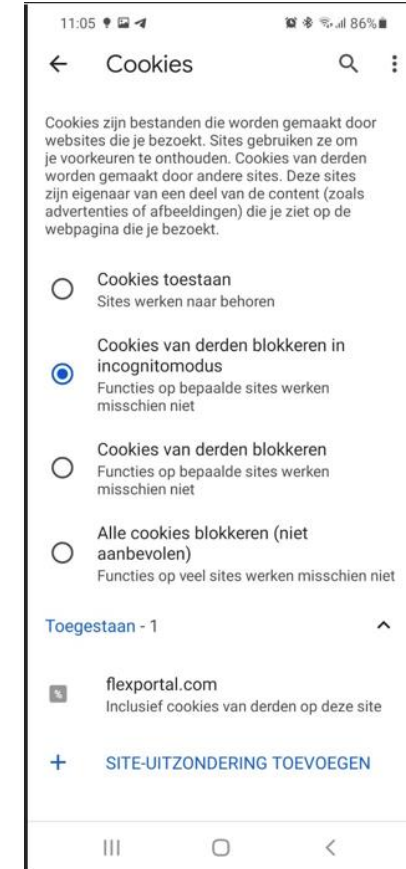 11:05 86%
Cookies
Cookies zijn bestanden die worden gemaakt door
websites die je bezoekt. Sites gebruiken ze om
je voorkeuren te onthouden. Cookies van derden
worden gemaakt door andere sites. Deze sites
zijn eigenaar van een deel van de content (zoals
advertenties of afbeeldingen) die je ziet op de
webpagina die je bezoekt.
Cookies toestaan
Sites werken naar behoren
Cookies van derden blokkeren in
incognitomodus
Functies op bepaalde sites werken
misschien niet
Cookies van derden blokkeren
Functies op bepaalde sites werken
misschien niet
Alle cookies blokkeren (niet
aanbevolen)
Functies op veel sites werken misschien niet
Toegestaan - 1
%
flexportal.com
Inclusief cookies van derden op deze site
+ SITE-UITZONDERING TOEVOEGEN